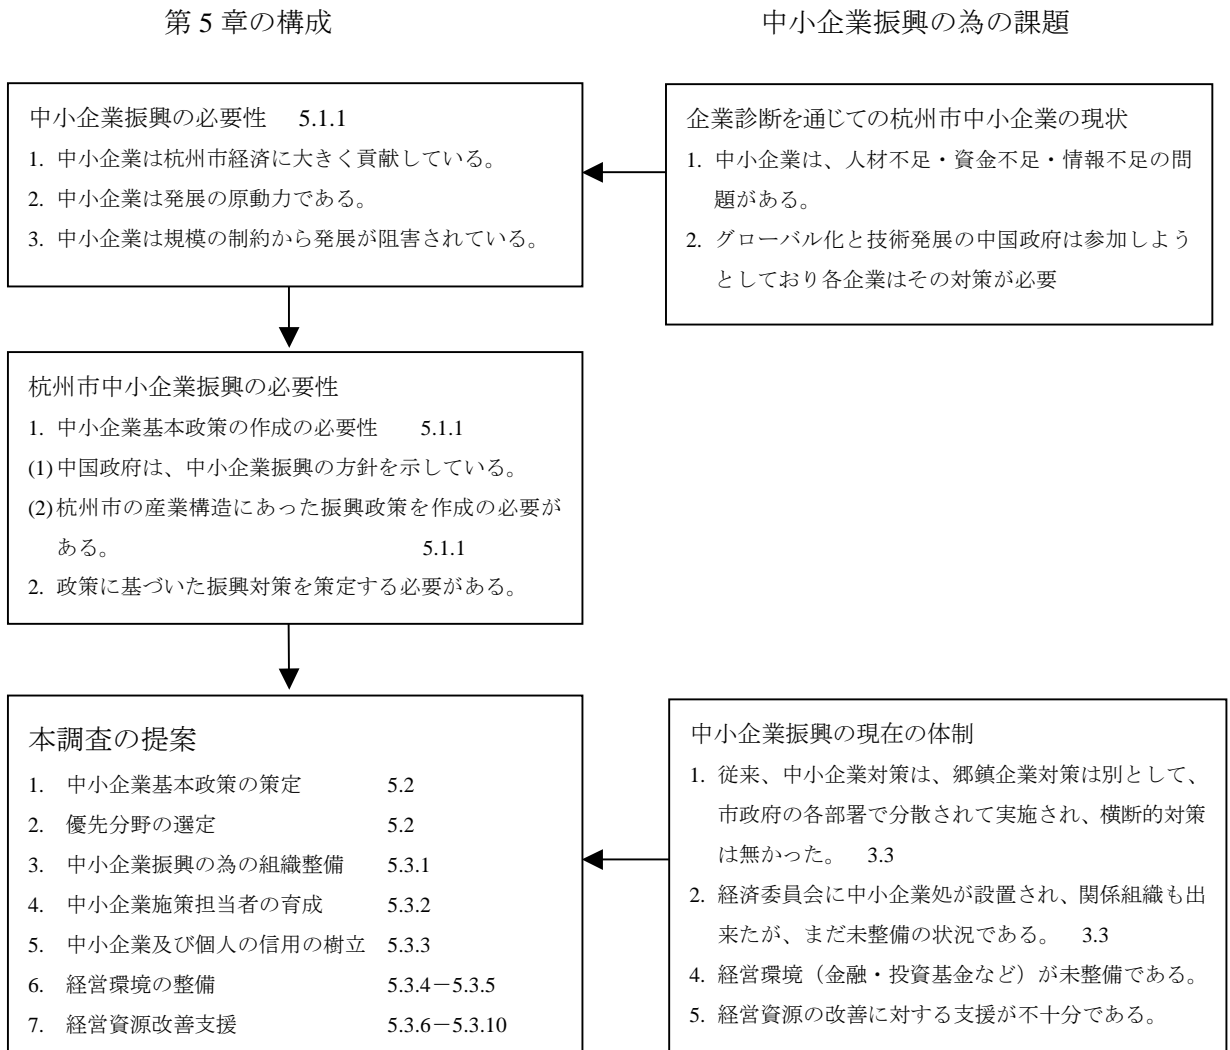 第 5 章の構成
中小企業振興の為の課題
中小企業振興の必要性 5.1.1
1. 中小企業は杭州市経済に大きく貢献している。
2. 中小企業は発展の原動力である。
3. 中小企業は規模の制約から発展が阻害されている。
企業診断を通じての杭州市中小企業の現状
1. 中小企業は、人材不足・資金不足・情報不足の問
題がある。
2. グローバル化と技術発展の中国政府は参加しよう
としており各企業はその対策が必要
杭州市中小企業振興の必要性
1. 中小企業基本政策の作成の必要性 5.1.1
(1)中国政府は、中小企業振興の方針を示している。
(2)杭州市の産業構造にあった振興政策を作成の必要が
ある。 5.1.1
2. 政策に基づいた振興対策を策定する必要がある。
本調査の提案
1. 中小企業基本政策の策定 5.2
2. 優先分野の選定 5.2
3. 中小企業振興の為の組織整備 5.3.1
4. 中小企業施策担当者の育成 5.3.2
5. 中小企業及び個人の信用の樹立 5.3.3
6. 経営環境の整備 5.3.4－5.3.5
7. 経営資源改善支援 5.3.6－5.3.10
中小企業振興の現在の体制
1. 従来、中小企業対策は、郷鎮企業対策は別として、
市政府の各部署で分散されて実施され、横断的対策
は無かった。 3.3
2. 経済委員会に中小企業処が設置され、関係組織も出
来たが、まだ未整備の状況である。 3.3
4. 経営環境（金融・投資基金など）が未整備である。
5. 経営資源の改善に対する支援が不十分である。